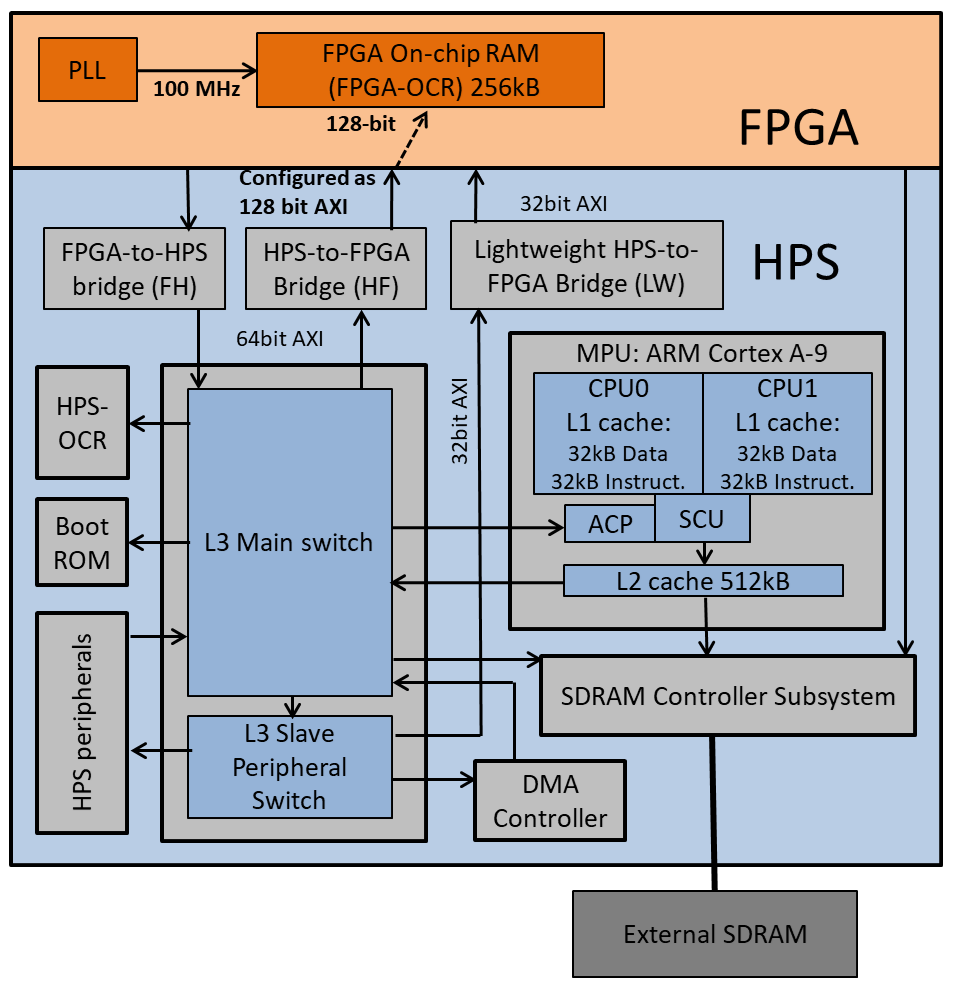 PLL
100 MHz
FPGA On-chip RAM
(FPGA-OCR) 256kB
128-bit
FPGA
Configured as
128 bit AXI
32bit AXI
FPGA-to-HPS
bridge (FH)
HPS-to-FPGA
Bridge (HF)
Lightweight HPS-to-
FPGA Bridge (LW)
HPS
64bit AXI
32bit AXI
MPU: ARM Cortex A-9
CPU0
L1 cache:
32kB Data
32kB Instruct.
CPU1
L1 cache:
32kB Data
32kB Instruct.
ACP
SCU
L2 cache 512kB
HPS-
OCR
Boot
ROM
HPS peripherals
L3 Main switch
L3 Slave
Peripheral
Switch
SDRAM Controller Subsystem
DMA
Controller
External SDRAM